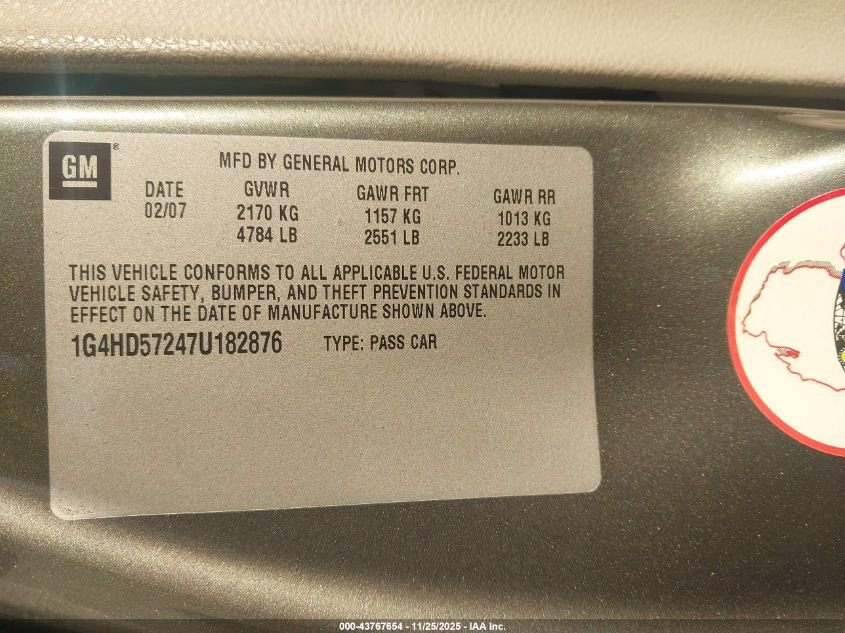 GM®
MFD BY GENERAL MOTORS CORP.
DATE GVWR GAWR FRT GAWR RR
02/07 2170 KG 1157 KG 1013 KG
4784 LB 2551 LB 2233 LB
THIS VEHICLE CONFORMS TO ALL APPLICABLE U.S. FEDERAL MOTOR
VEHICLE SAFETY, BUMPER, AND THEFT PREVENTION STANDARDS IN
EFFECT ON THE DATE OF MANUFACTURE SHOWN ABOVE.
1G4HD57247U182876 TYPE: PASS CAR
000-43767654 — 11/25/2025 — IAA Inc.